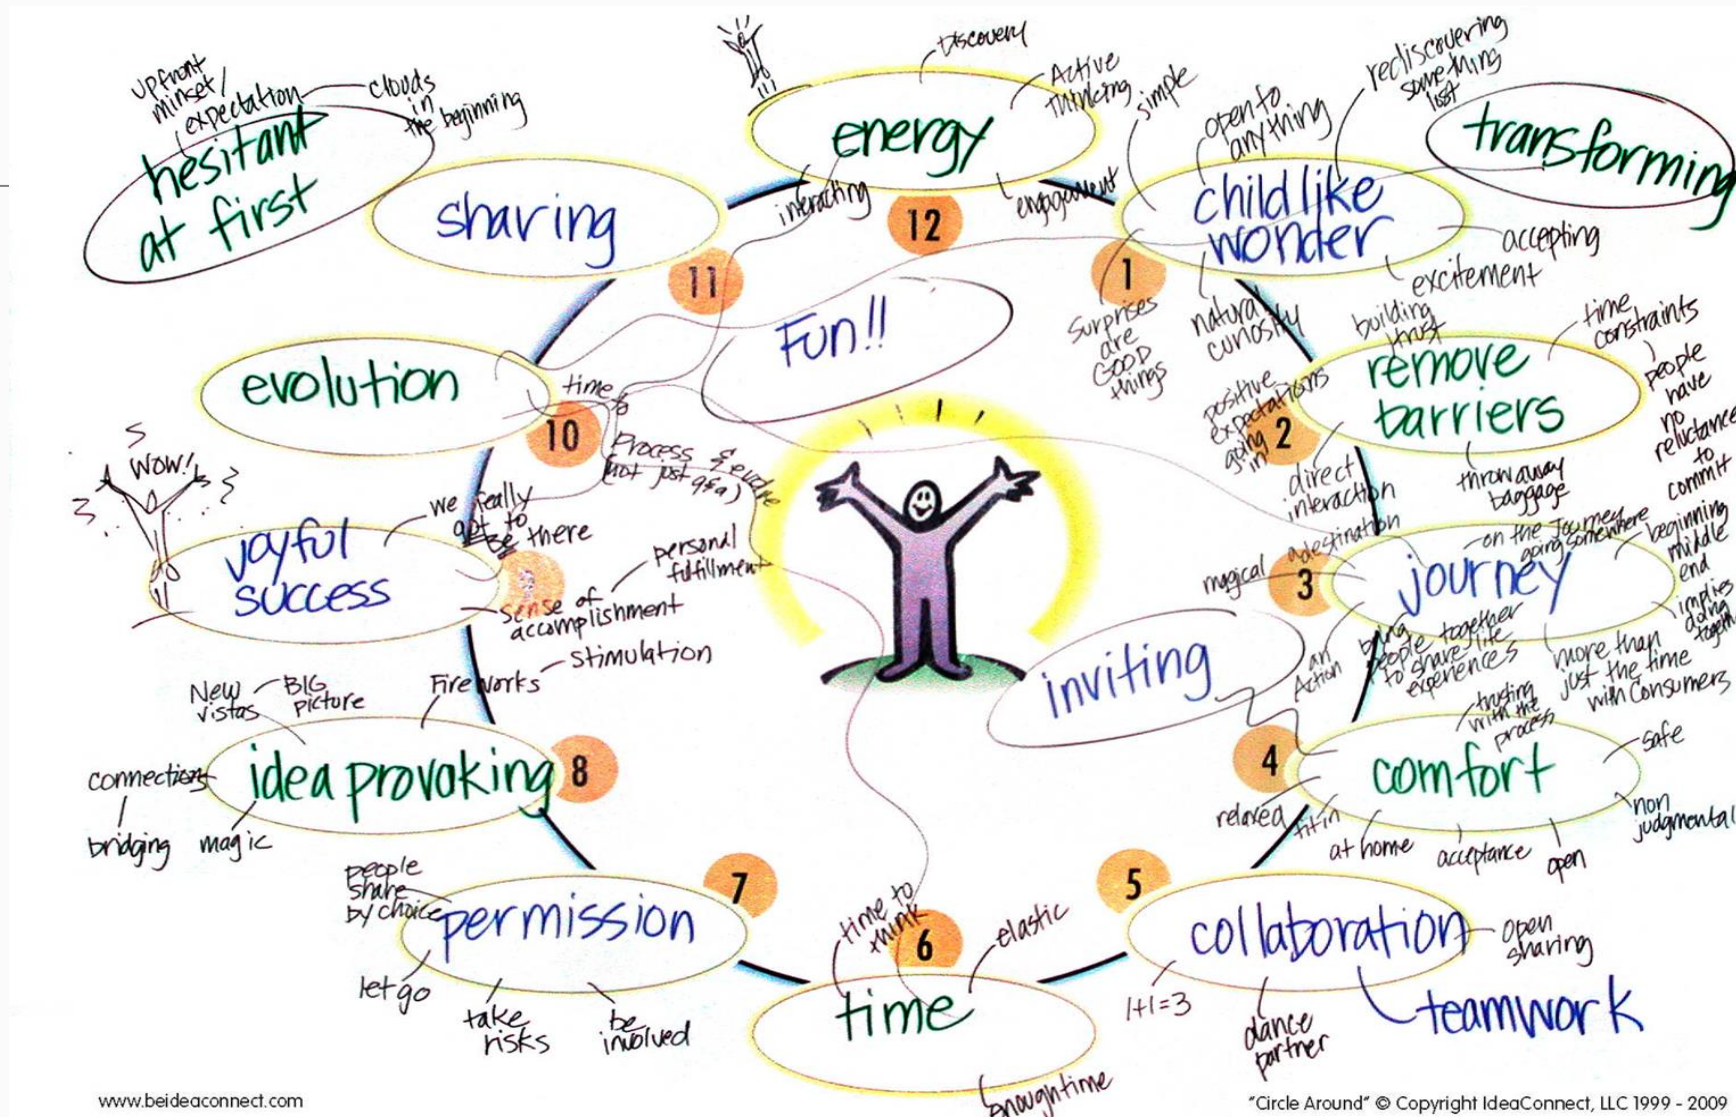 upfront
minset/
expectation
clouds
in
the beginning
hesitant
at first
Discovery
Active
thinking
energy
interacting
engagement
12
simple
open to
anything
rediscovering
something
lost
child like
wonder
1
accepting
excitement
natural
curiosity
Surprises
are
GOOD
things
transforming
sharing
11
Fun!!
building
trust
time
constraints
people
have
no
reluctance
to
commit
remove
barriers
2
positive
expectations
going
in
direct
interaction
throw away
baggage
evolution
10
time
to
Process & evolve
(not just q&a)
WOW!
joyful
success
9
we really
get to
be there
sense of
accomplishment
personal
fulfillment
on the Journey
going somewhere
beginning
middle
end
implies
doing
together
journey
3
magical
a destination
an
Action
being
people together
to share life
experiences
more than
just the time
with consumers
inviting
New
vistas
BIG
picture
Fireworks
stimulation
idea provoking
8
connections
bridging
magic
trusting
with the
process
safe
comfort
4
relaxed
fit in
at home
acceptance
open
non
judgmental
people
share
by choice
permission
7
let go
take
risks
be
involved
time to
think
6
elastic
time
enough time
5
collaboration
open
sharing
1+1=3
dance
partner
teamwork
www.beideaconnect.com
"Circle Around" © Copyright IdeaConnect, LLC 1999 - 2009